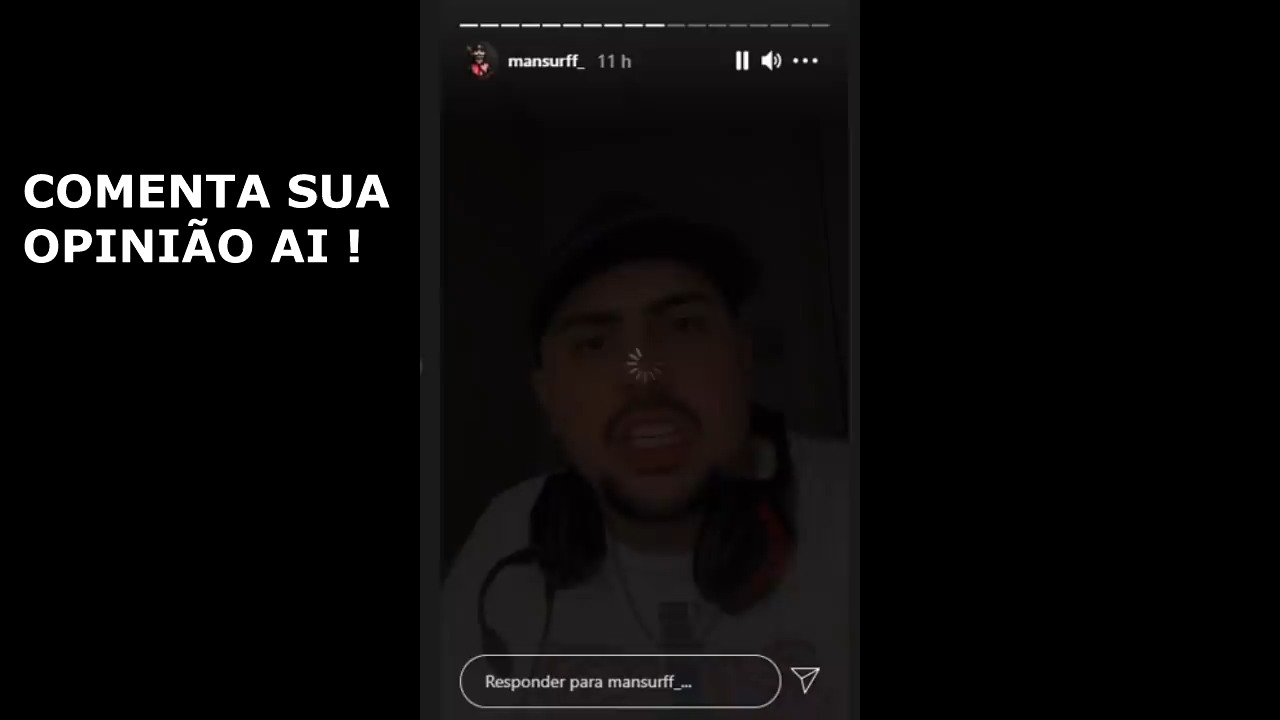 mansurff_ 11 h
COMENTA SUA
OPINIÃO AI !
Responder para mansurff_...